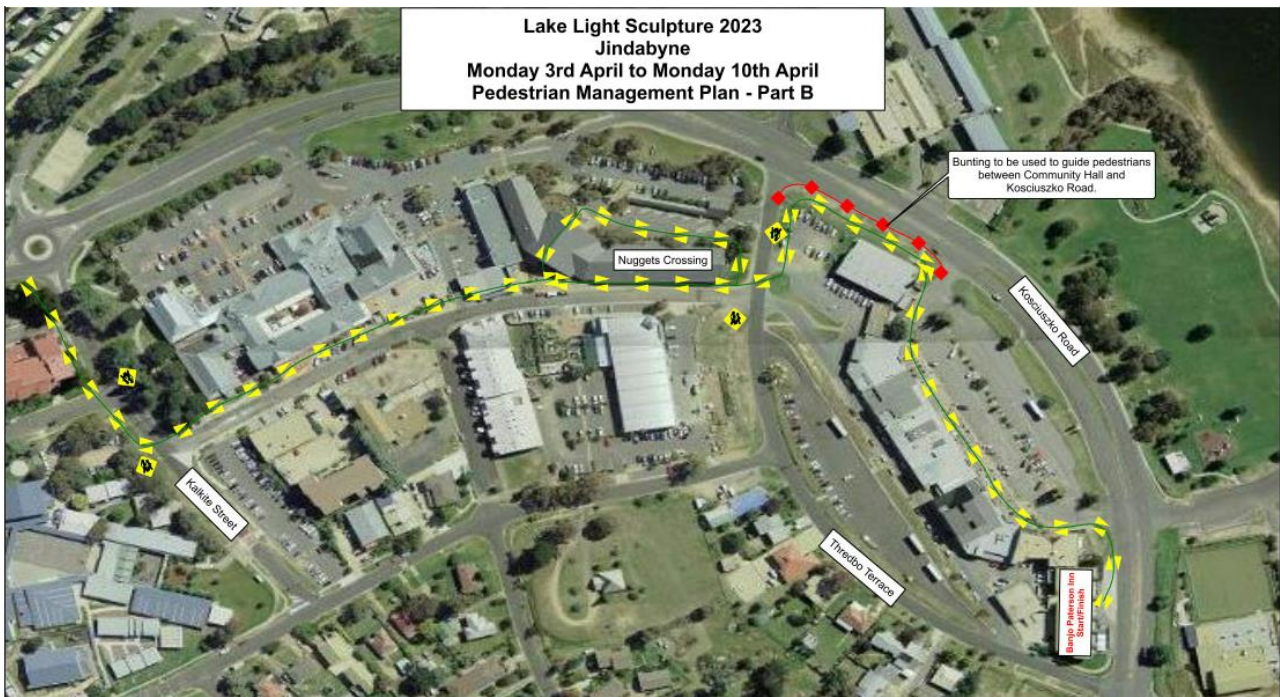 Lake Light Sculpture 2023
Jindabyne
Monday 3rd April to Monday 10th April
Pedestrian Management Plan - Part B
Bunting to be used to guide pedestrians
between Community Hall and
Kosciuszko Road.
Nuggets Crossing
Kosciuszko Road
Kalkite Street
Thredbo Terrace
Banjo Paterson Inn
Start/Finish